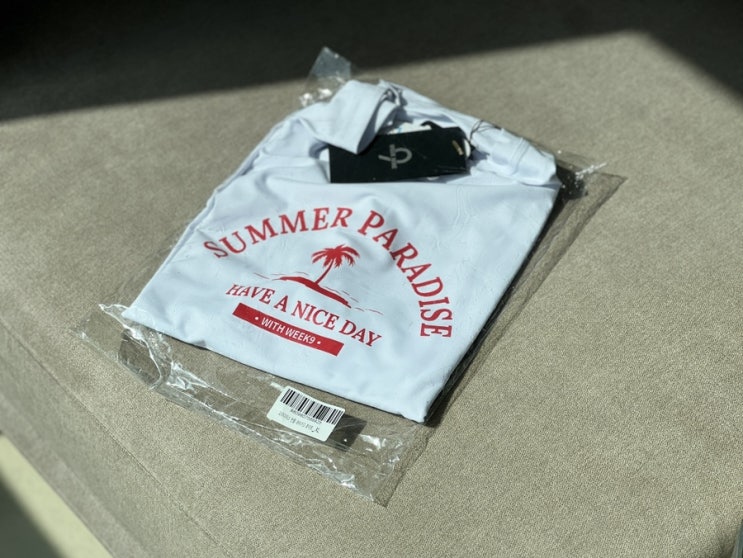 SUMMER PARADISE
HAVE A NICE DAY
• WITH WEEK9 •